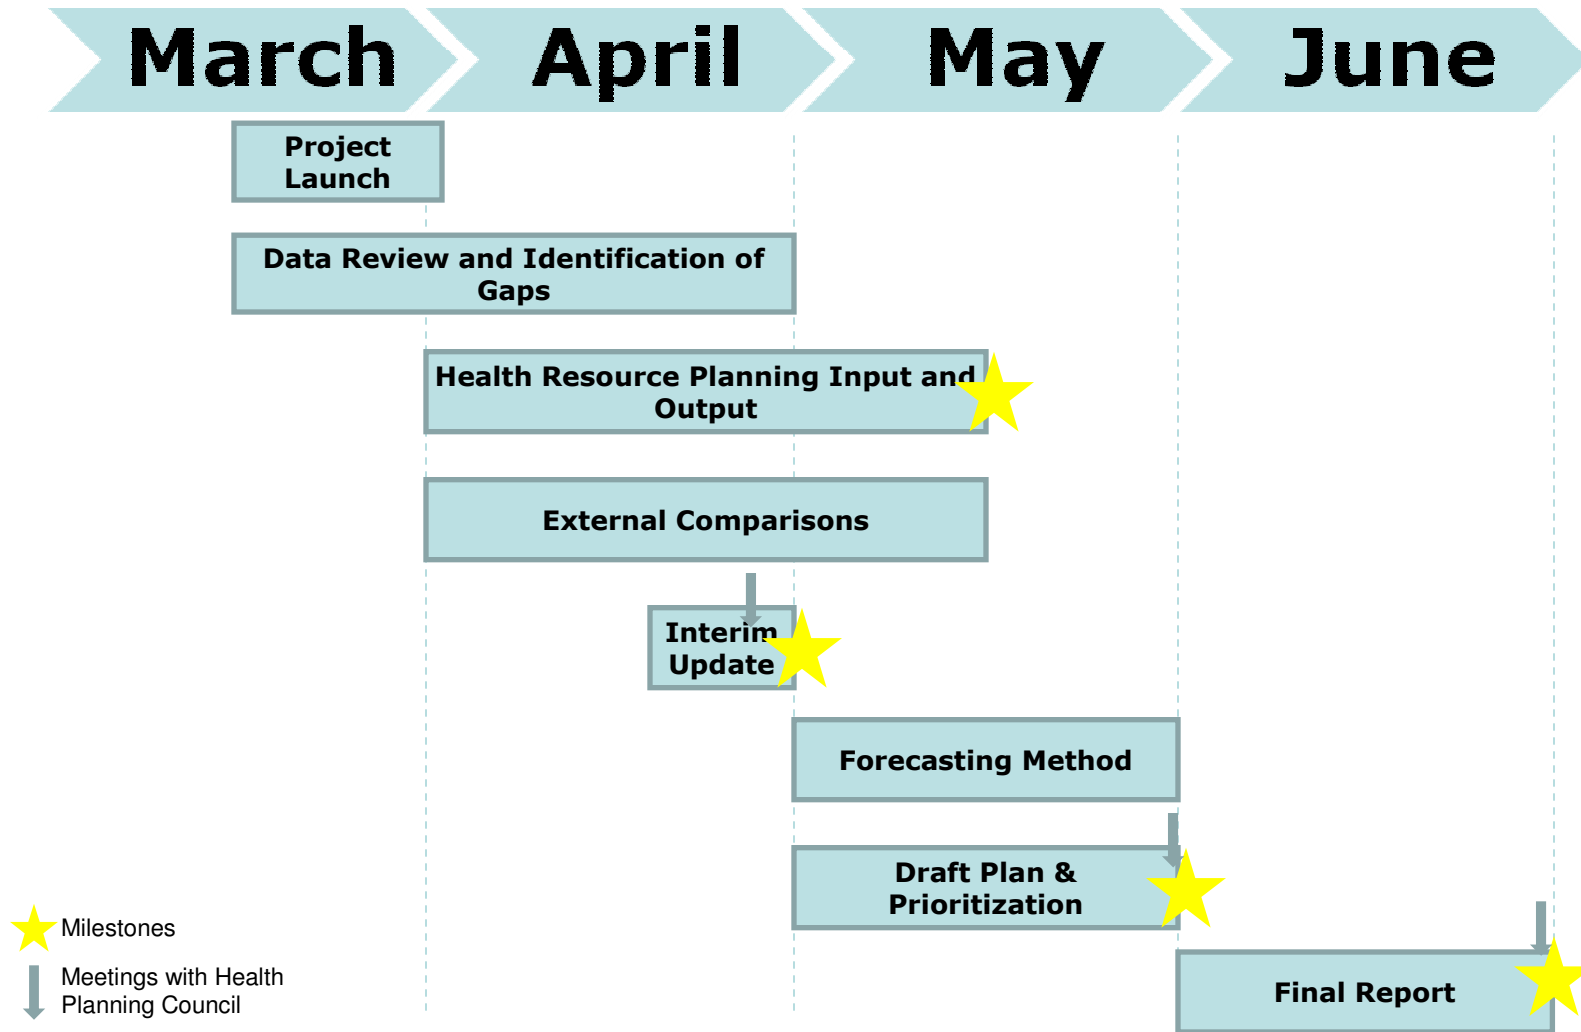 March April May June
Project
Launch
Data Review and Identification of
Gaps
Health Resource Planning Input and
Output
External Comparisons
Interim
Update
Forecasting Method
Draft Plan &
Prioritization
Final Report
Milestones
Meetings with Health
Planning Council